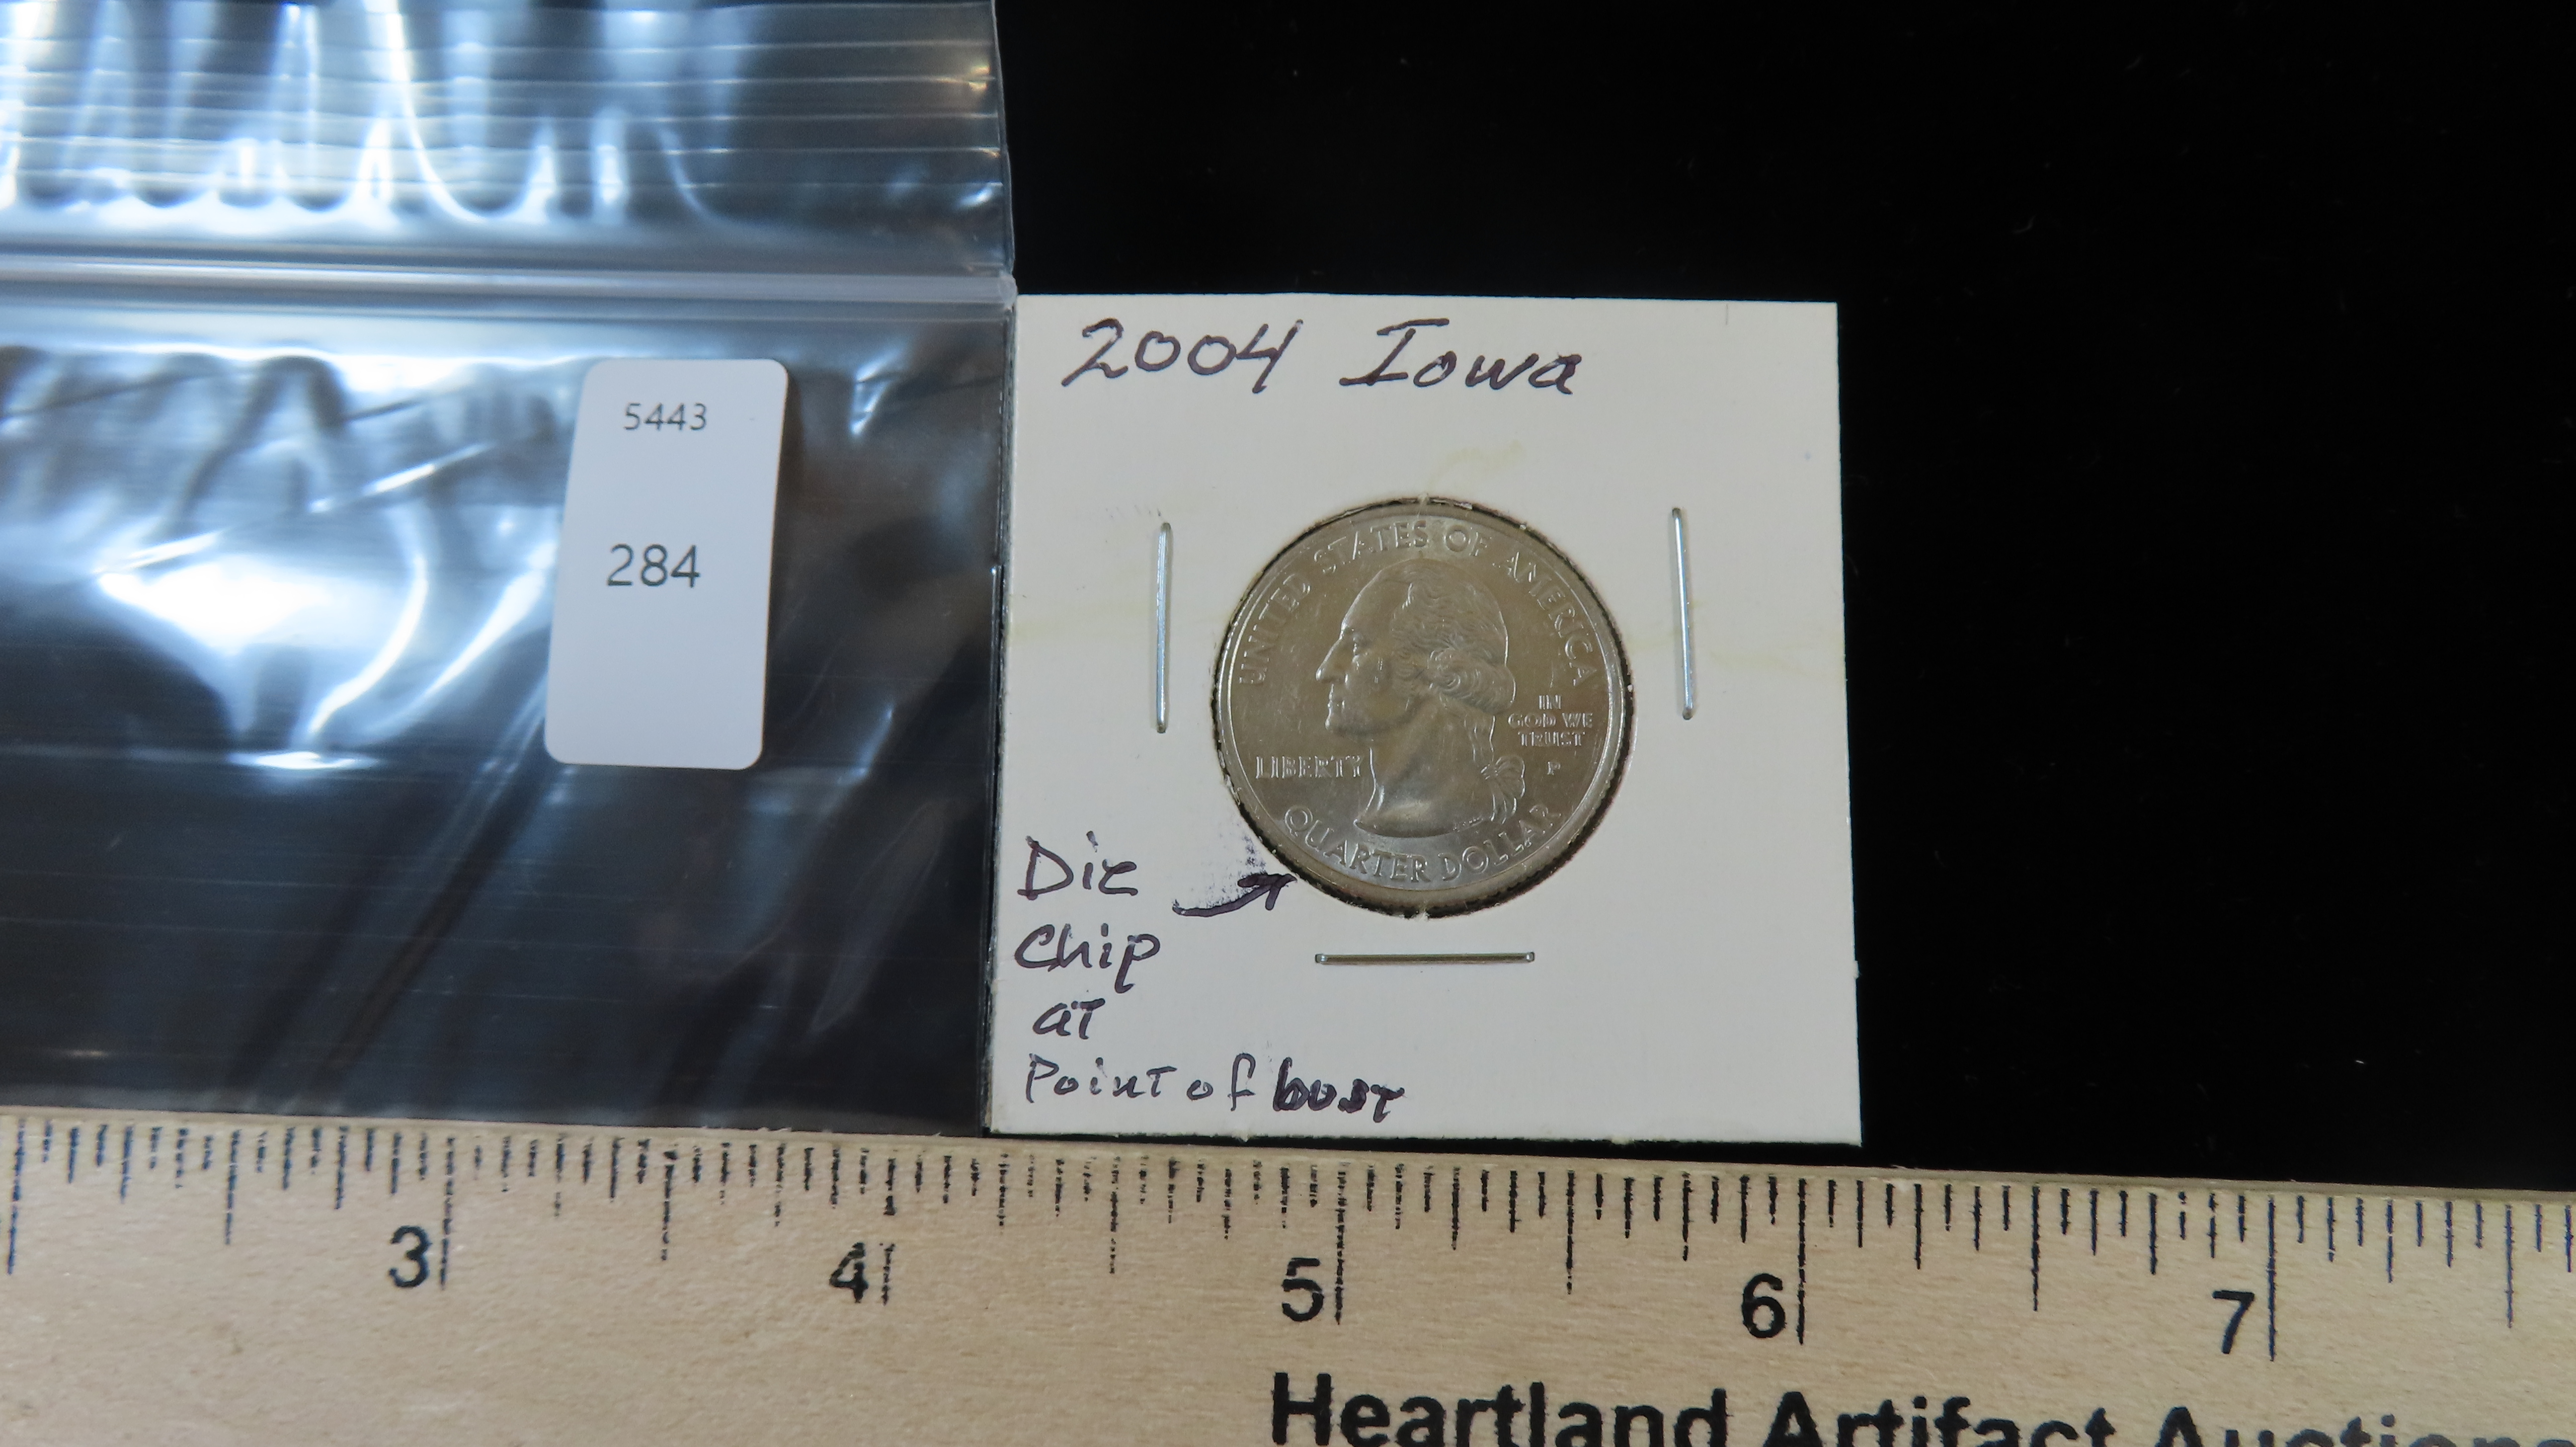 5443
284
2004 Iowa
UNITED STATES OF AMERICA
IN
GOD WE
TRUST
LIBERTY
P
QUARTER DOLLAR
Die
Chip
at
Point of bust
3 4 5 6 7
Heartland Artifact Auctions